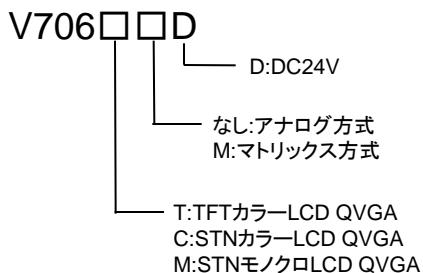 V706□□D
D:DC24V
なし:アナログ方式
M:マトリックス方式
T:TFTカラーLCD QVGA
C:STNカラーLCD QVGA
M:STNモノクロLCD QVGA